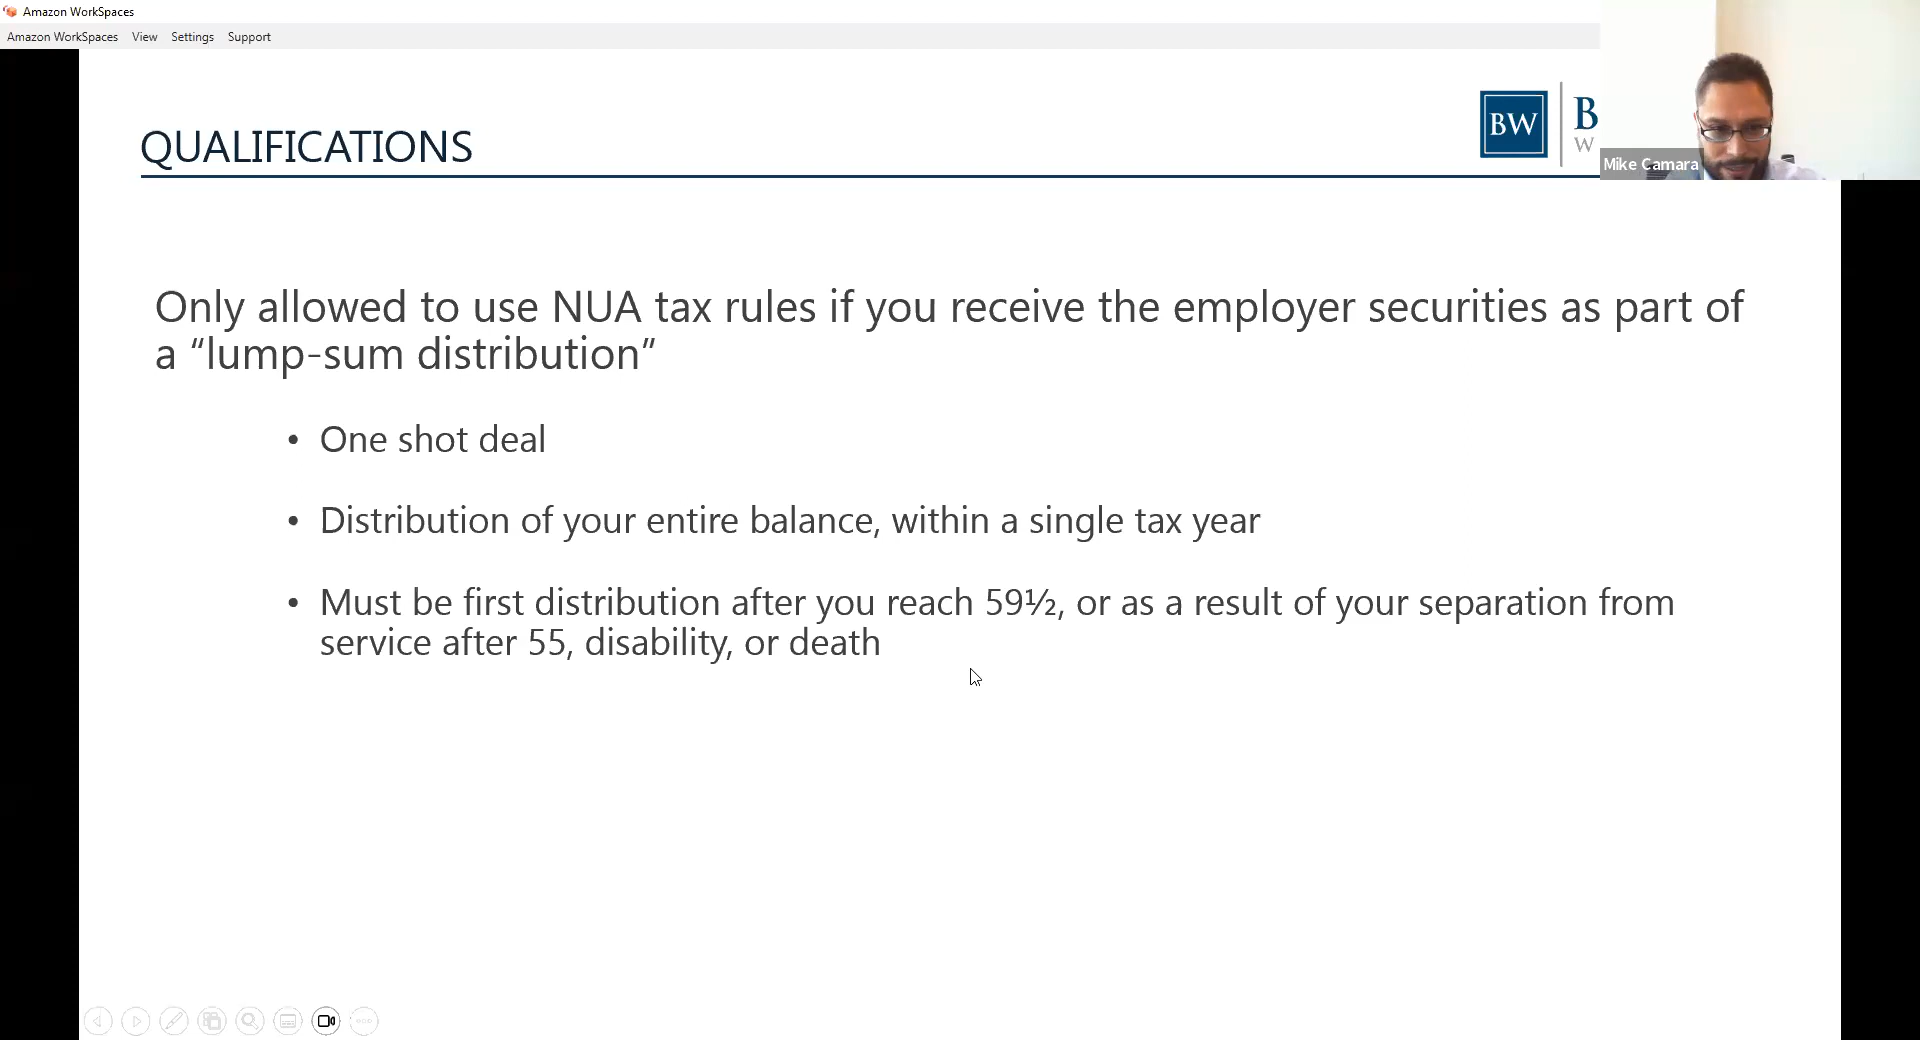 Amazon WorkSpaces
Amazon WorkSpaces View Settings Support
BW
B
W
Mike Camara
QUALIFICATIONS
Only allowed to use NUA tax rules if you receive the employer securities as part of
a “lump-sum distribution”
• One shot deal
• Distribution of your entire balance, within a single tax year
• Must be first distribution after you reach 59½, or as a result of your separation from
service after 55, disability, or death